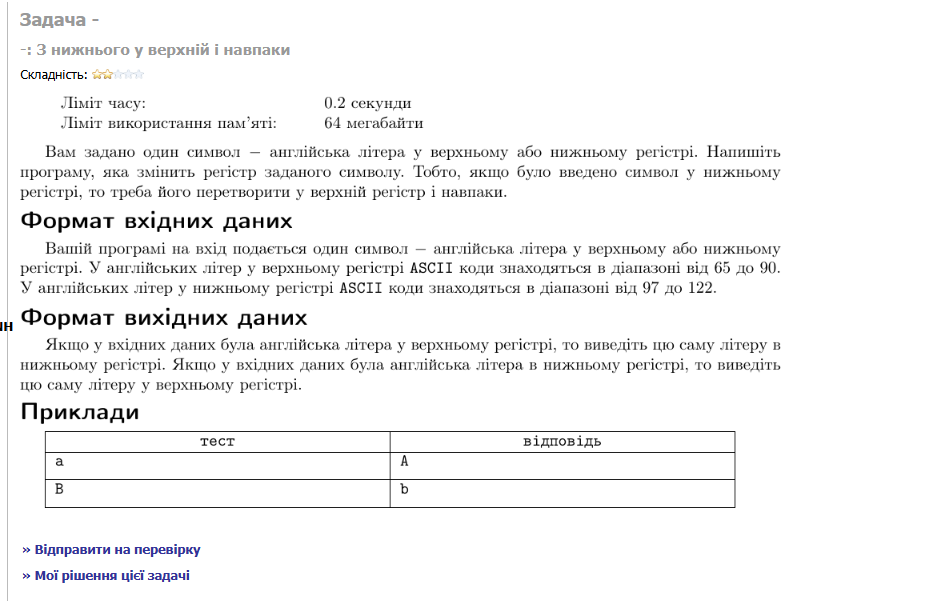 Задача -
-: З нижнього у верхній і навпаки
Складність:
Ліміт часу: 0.2 секунди
Ліміт використання пам'яті: 64 мегабайти
Вам задано один символ – англійська літера у верхньому або нижньому регістрі. Напишіть
програму, яка змінить регістр заданого символу. Тобто, якщо було введено символ у нижньому
регістрі, то треба його перетворити у верхній регістр і навпаки.
Формат вхідних даних
Вашій програмі на вхід подається один символ – англійська літера у верхньому або нижньому
регістрі. У англійських літер у верхньому регістрі ASCII коди знаходяться в діапазоні від 65 до 90.
У англійських літер у нижньому регістрі ASCII коди знаходяться в діапазоні від 97 до 122.
Формат вихідних даних
Якщо у вхідних даних була англійська літера у верхньому регістрі, то виведіть цю саму літеру в
нижньому регістрі. Якщо у вхідних даних була англійська літера в нижньому регістрі, то виведіть
цю саму літеру у верхньому регістрі.
Приклади
тест відповідь
a A
B b
» Відправити на перевірку
» Мої рішення цієї задачі